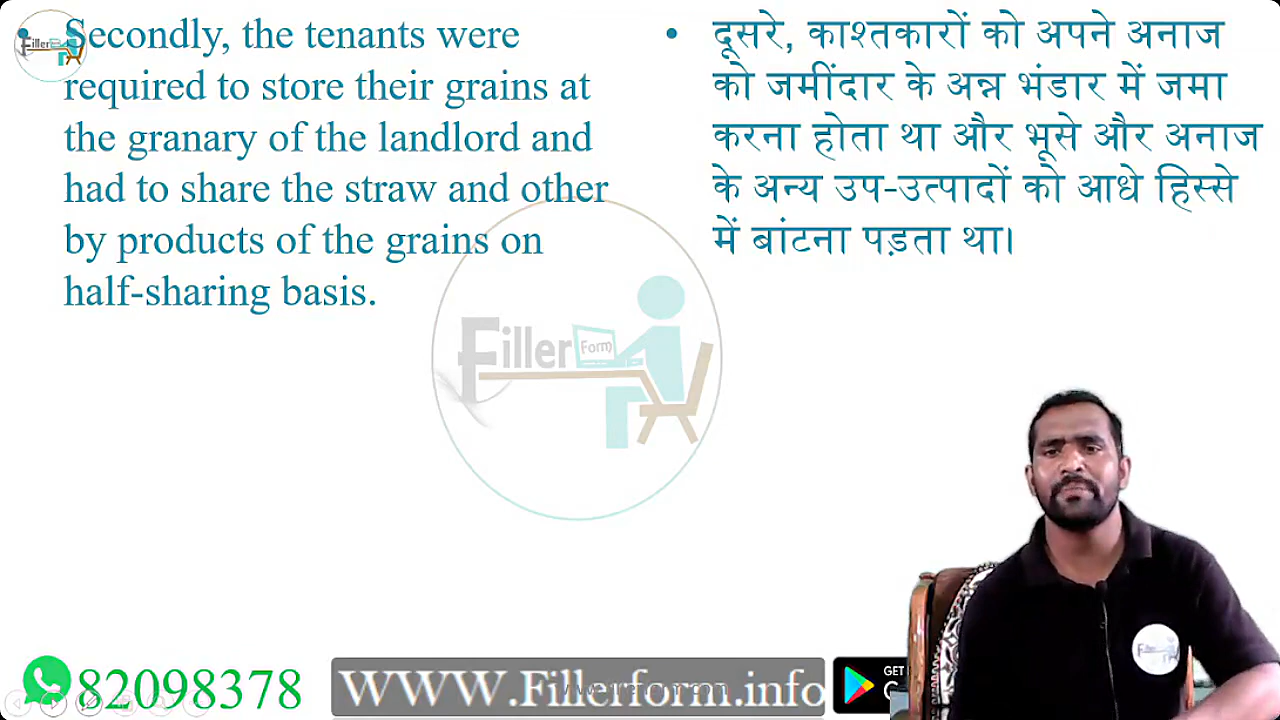 Secondly, the tenants were
required to store their grains at
the granary of the landlord and
had to share the straw and other
by products of the grains on
half-sharing basis.
दूसरे, काश्तकारों को अपने अनाज
को जमींदार के अन्न भंडार में जमा
करना होता था और भूसे और अनाज
के अन्य उप-उत्पादों को आधे हिस्से
में बांटना पड़ता था।
Filler Form
82098378
WWW.Fillerform.info
GET